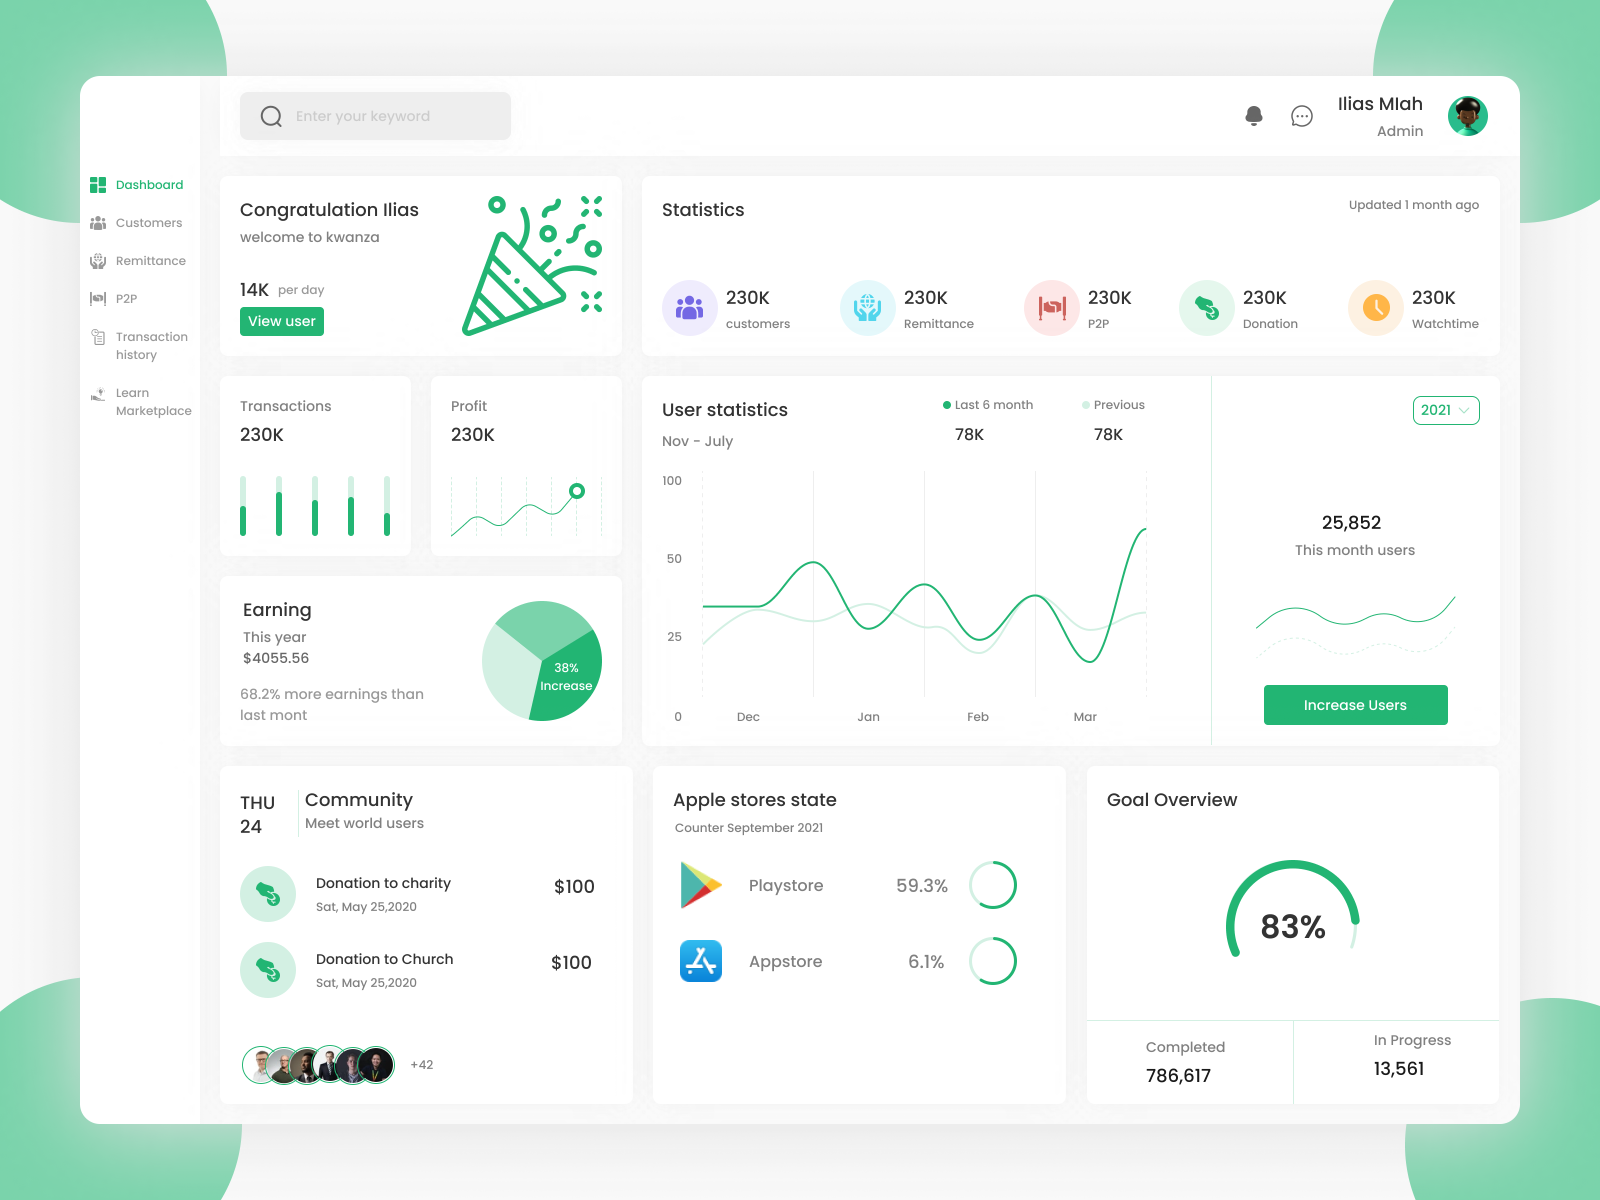 Enter your keyword
Ilias MIah
Admin
Dashboard
Customers
Remittance
P2P
Transaction
history
Learn
Marketplace
Congratulation Ilias
welcome to kwanza
14K per day
View user
Statistics
Updated 1 month ago
230K
customers
230K
Remittance
230K
P2P
230K
Donation
230K
Watchtime
Transactions
230K
Profit
230K
User statistics
Nov - July
Last 6 month
78K
Previous
78K
100
50
25
0
Dec
Jan
Feb
Mar
2021
25,852
This month users
Increase Users
Earning
This year
$4055.56
68.2% more earnings than
last mont
38%
Increase
THU
24
Community
Meet world users
Donation to charity
Sat, May 25,2020
$100
Donation to Church
Sat, May 25,2020
$100
+42
Apple stores state
Counter September 2021
Playstore
59.3%
Appstore
6.1%
Goal Overview
83%
Completed
786,617
In Progress
13,561